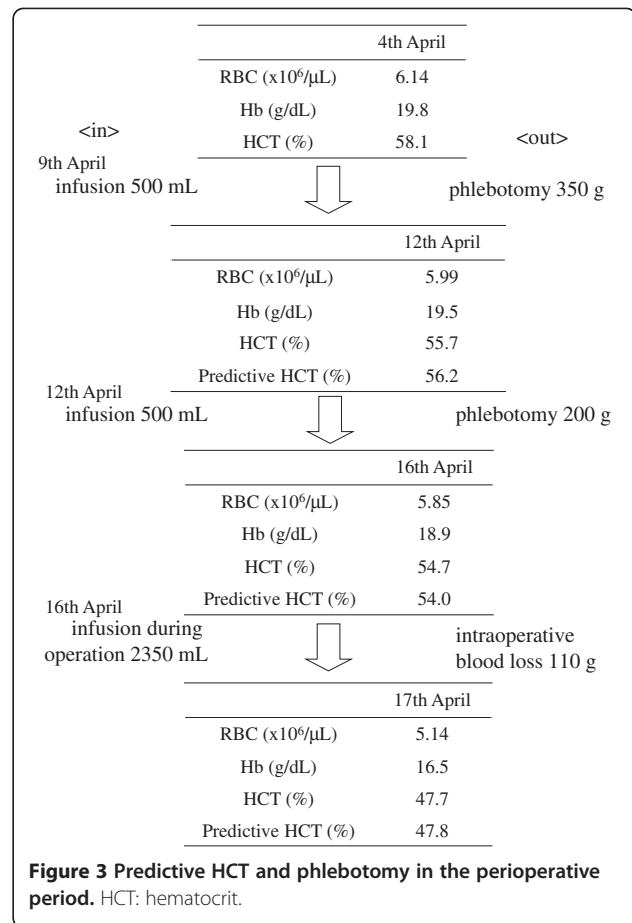 4th April
RBC (x10⁶/μL) 6.14
Hb (g/dL) 19.8
<in> HCT (%) 58.1 <out>
9th April
infusion 500 mL phlebotomy 350 g
12th April
RBC (x10⁶/μL) 5.99
Hb (g/dL) 19.5
HCT (%) 55.7
Predictive HCT (%) 56.2
12th April
infusion 500 mL phlebotomy 200 g
16th April
RBC (x10⁶/μL) 5.85
Hb (g/dL) 18.9
HCT (%) 54.7
Predictive HCT (%) 54.0
16th April
infusion during intraoperative
operation 2350 mL blood loss 110 g
17th April
RBC (x10⁶/μL) 5.14
Hb (g/dL) 16.5
HCT (%) 47.7
Predictive HCT (%) 47.8
Figure 3 Predictive HCT and phlebotomy in the perioperative
period. HCT: hematocrit.